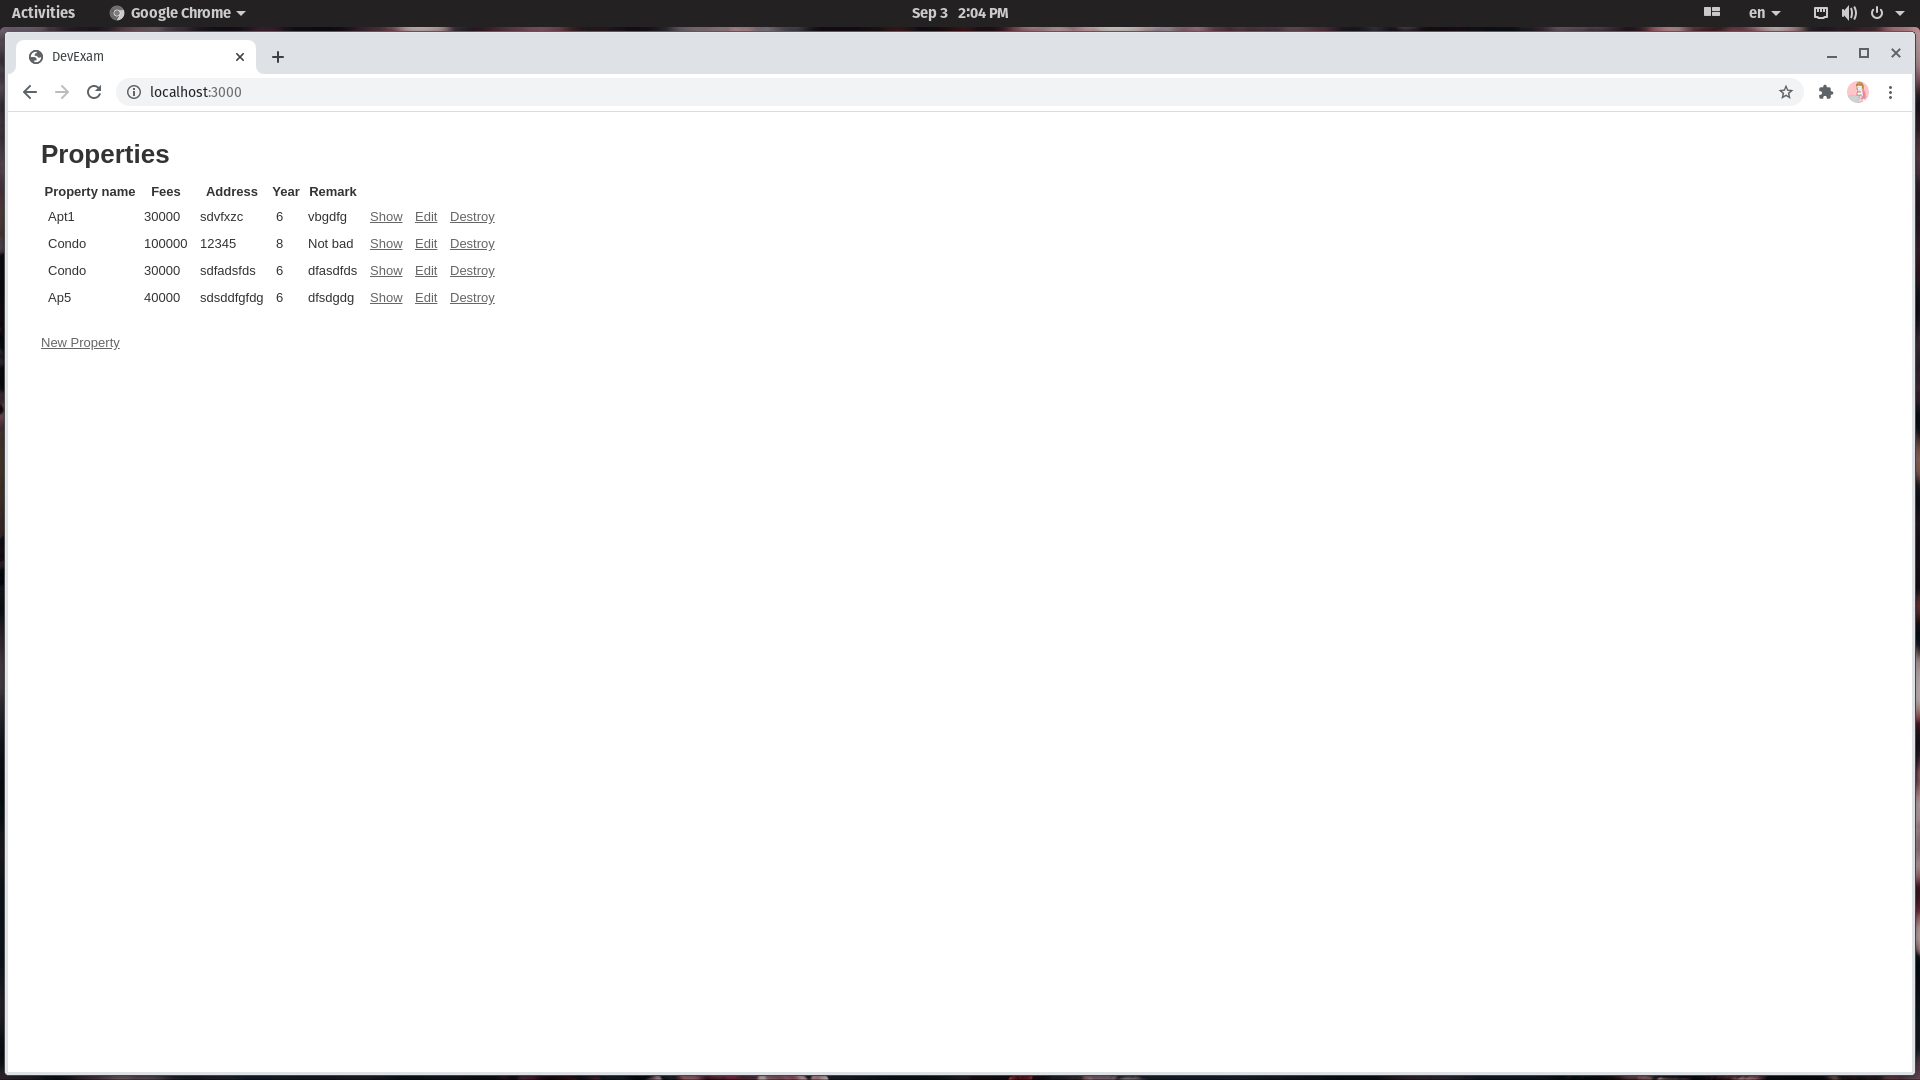 Activities Google Chrome Sep 3 2:04 PM en
DevExam
localhost:3000
Properties
Property name Fees Address Year Remark
Apt1 30000 sdvfxzc 6 vbgdfg Show Edit Destroy
Condo 100000 12345 8 Not bad Show Edit Destroy
Condo 30000 sdfadsfds 6 dfasdfds Show Edit Destroy
Ap5 40000 sdsddfgfdg 6 dfsdgdg Show Edit Destroy
New Property